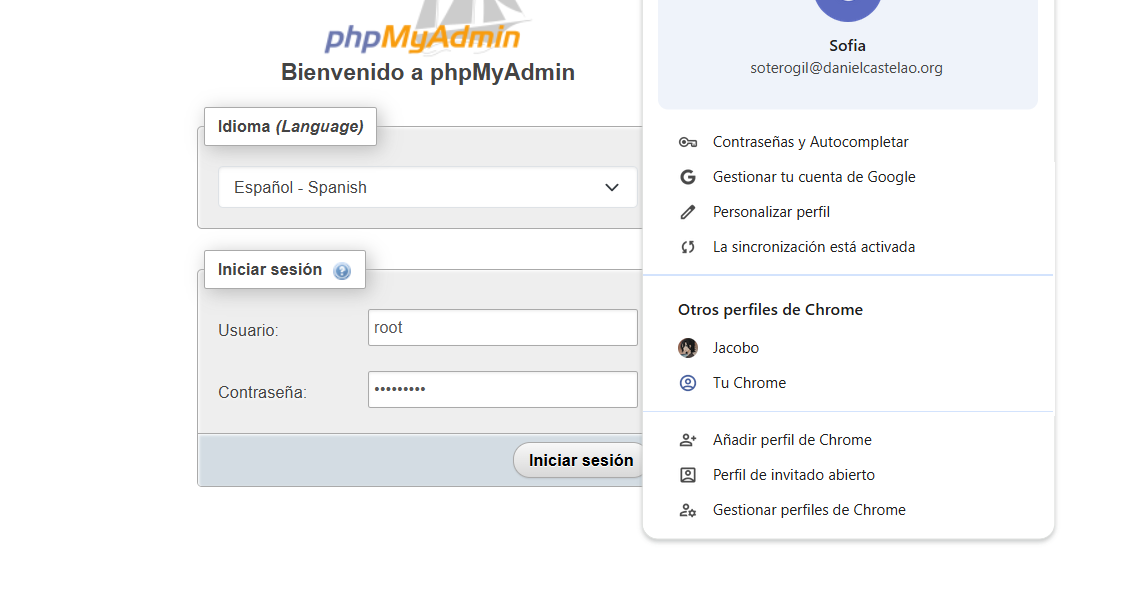 phpMyAdmin
Bienvenido a phpMyAdmin
Idioma (Language)
Español - Spanish
Iniciar sesión
Usuario:
root
Contraseña:
•••••••••
Iniciar sesión
Sofia
soterogil@danielcastelao.org
Contraseñas y Autocompletar
Gestionar tu cuenta de Google
Personalizar perfil
La sincronización está activada
Otros perfiles de Chrome
Jacobo
Tu Chrome
Añadir perfil de Chrome
Perfil de invitado abierto
Gestionar perfiles de Chrome